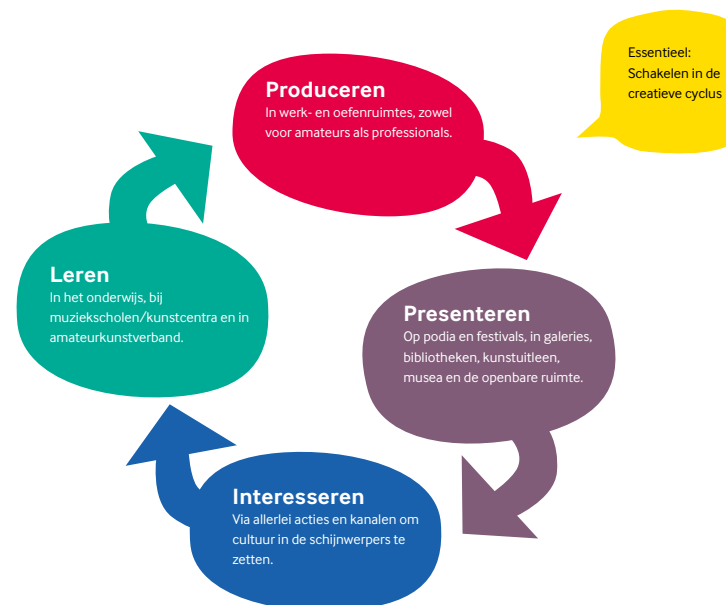 Essentieel:
Schakelen in de
creatieve cyclus
Produceren
In werk- en oefenruimtes, zowel
voor amateurs als professionals.
Presenteren
Op podia en festivals, in galeries,
bibliotheken, kunstuitleen,
musea en de openbare ruimte.
Interesseren
Via allerlei acties en kanalen om
cultuur in de schijnwerpers te
zetten.
Leren
In het onderwijs, bij
muziekscholen/kunstcentra en in
amateurkunstverband.